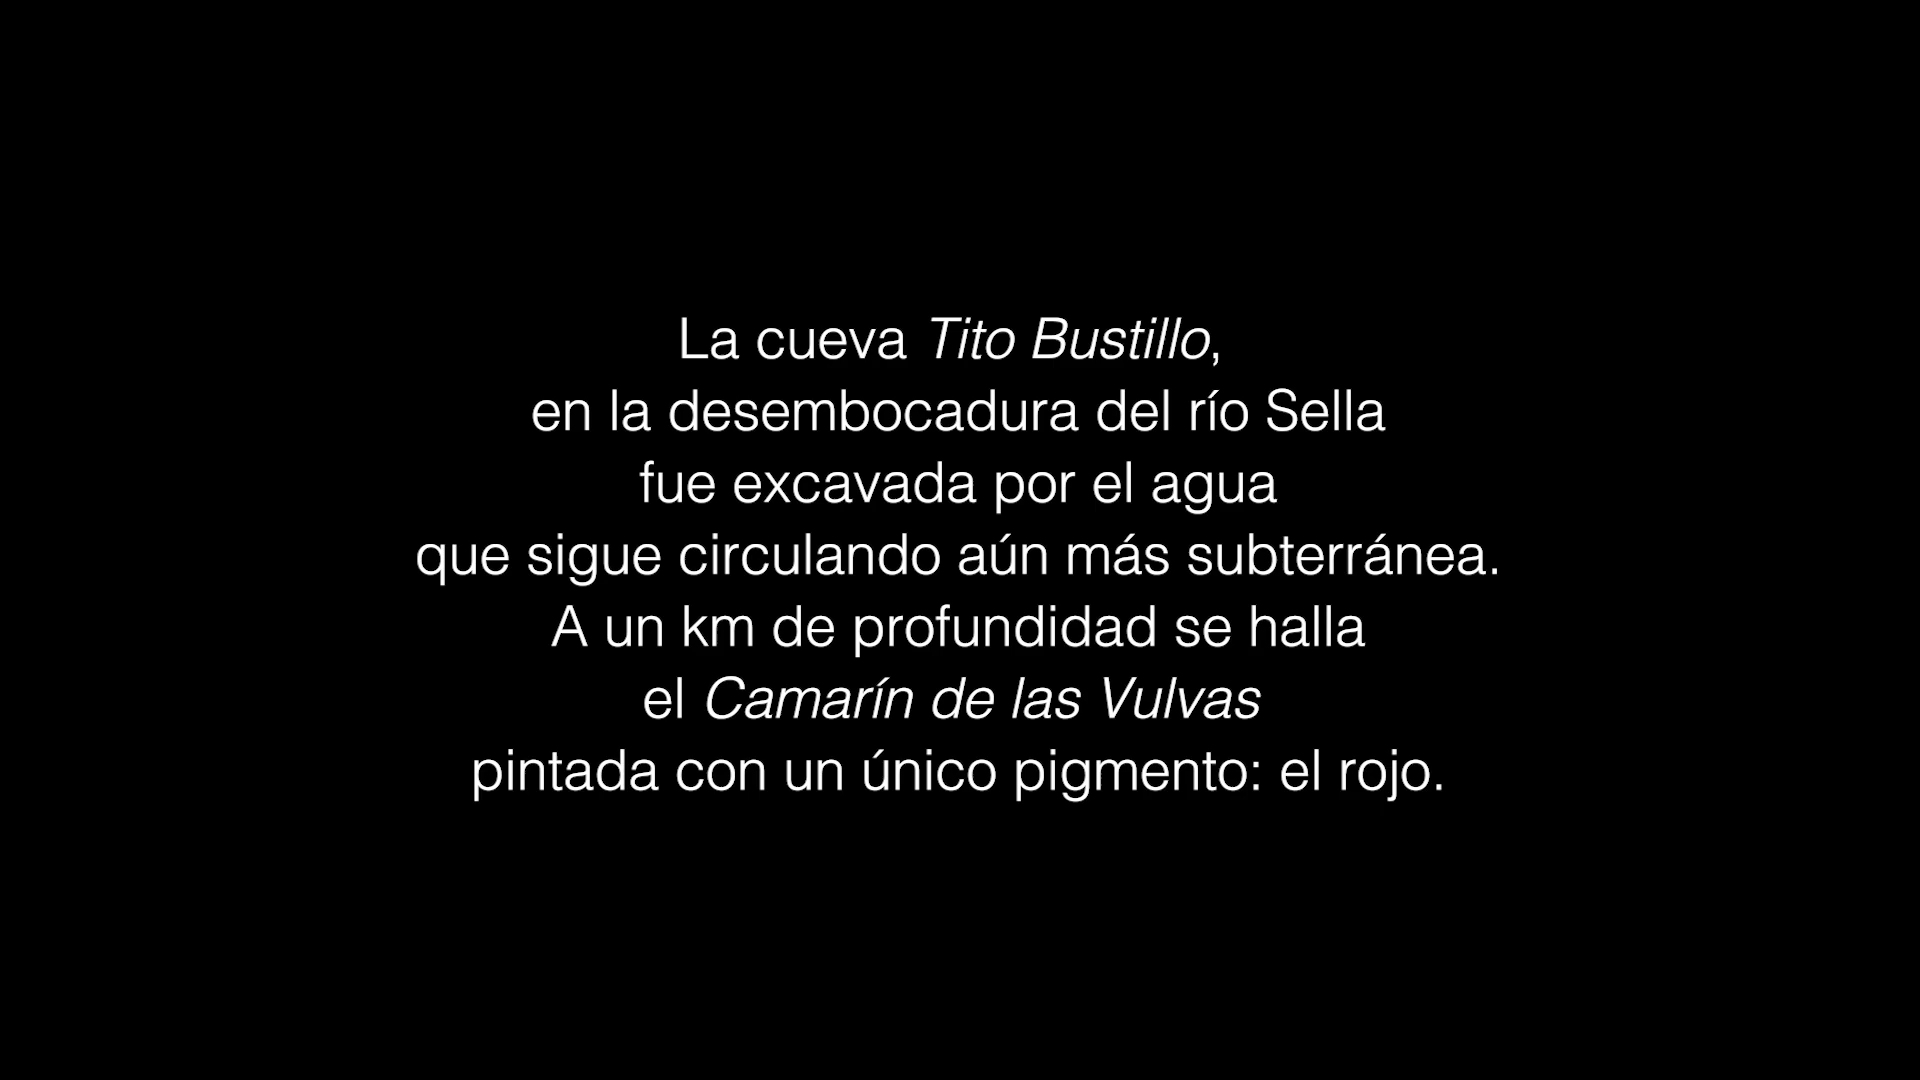 La cueva Tito Bustillo,
en la desembocadura del río Sella
fue excavada por el agua
que sigue circulando aún más subterránea.
A un km de profundidad se halla
el Camarín de las Vulvas
pintada con un único pigmento: el rojo.